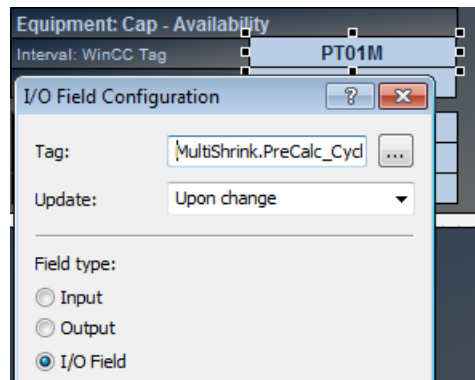 Equipment: Cap - Availability
Interval: WinCC Tag
PT01M
I/O Field Configuration
?
Tag:
MultiShrink.PreCalc_Cycl
...
Update:
Upon change
Field type:
Input
Output
I/O Field